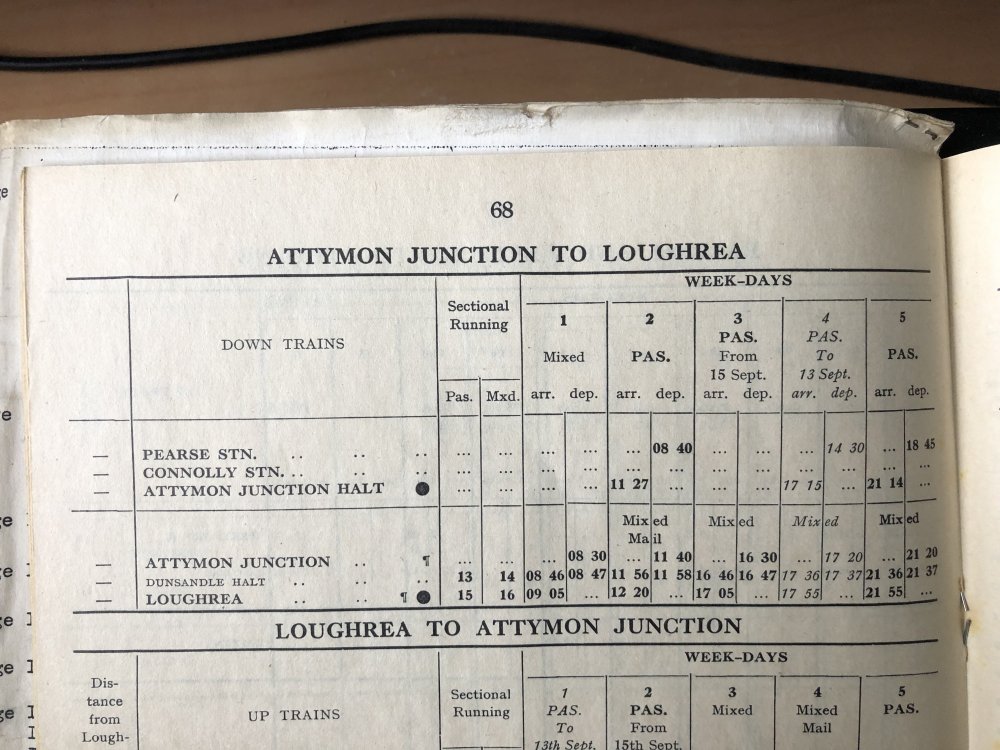 68
ATTYMON JUNCTION TO LOUGHREA
WEEK-DAYS
DOWN TRAINS
Sectional Running
Pas. Mxd.
1 Mixed arr. dep.
2 PAS. arr. dep.
3 PAS. From 15 Sept. arr. dep.
4 PAS. To 13 Sept. arr. dep.
5 PAS. arr. dep.
— PEARSE STN. .. .. .. ... ... ... ... ... 08 40 ... ... ... 14 30 ... 18 45
— CONNOLLY STN. .. .. .. ... ... ... ... ... ... ... ... ... ... ... ...
— ATTYMON JUNCTION HALT ● ... ... ... ... 11 27 ... ... ... 17 15 ... 21 14 ...
Mixed Mail Mixed Mixed Mixed
— ATTYMON JUNCTION .. ¶ ... ... ... 08 30 ... 11 40 ... 16 30 ... 17 20 ... 21 20
— DUNSANDLE HALT .. .. .. 13 14 08 46 08 47 11 56 11 58 16 46 16 47 17 36 17 37 21 36 21 37
— LOUGHREA .. .. ¶ ● 15 16 09 05 ... 12 20 ... 17 05 ... 17 55 ... 21 55 ...
LOUGHREA TO ATTYMON JUNCTION
WEEK-DAYS
Dis-
tance
from
Lough-
UP TRAINS
Sectional Running
1 PAS. To 13th Sept.
2 PAS. From 15th Sept.
3 Mixed
4 Mixed Mail
5 PAS.